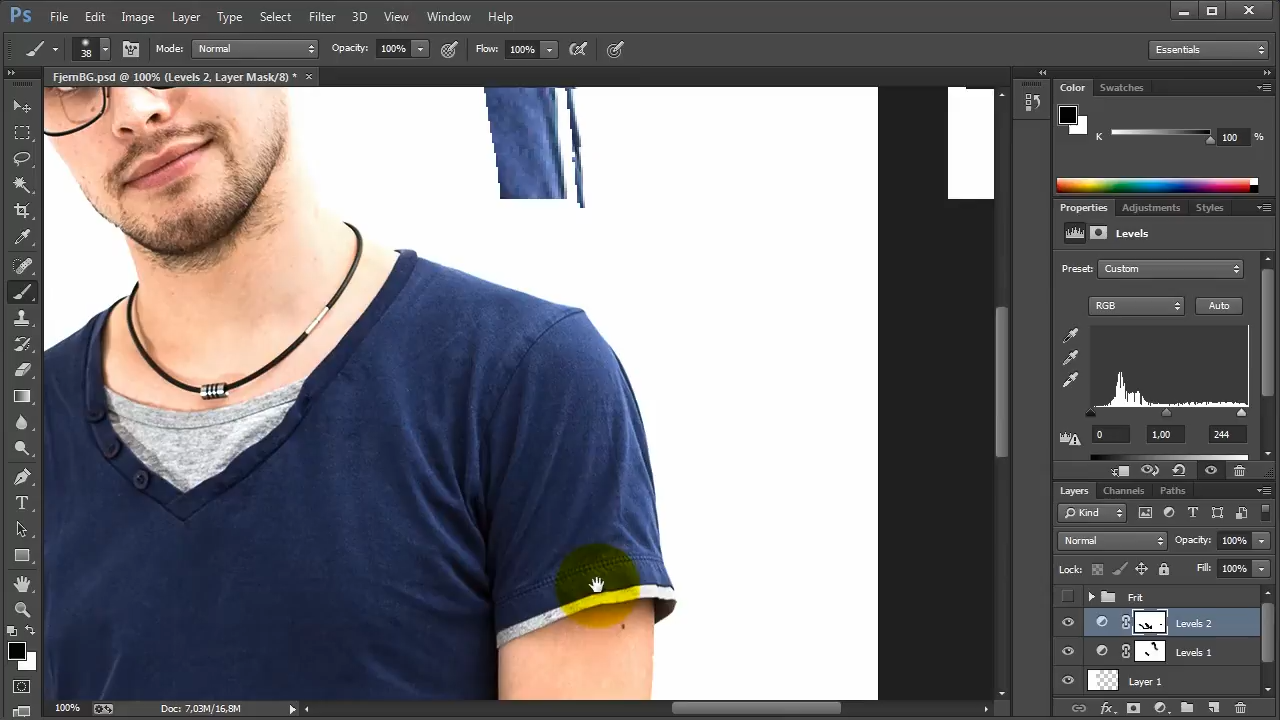 Ps File Edit Image Layer Type Select Filter 3D View Window Help
38 Mode: Normal Opacity: 100% Flow: 100% Essentials
FjernBG.psd @ 100% (Levels 2, Layer Mask/8) *
Color Swatches
K 100 %
Properties Adjustments Styles
Levels
Preset: Custom
RGB Auto
0 1,00 244
Layers Channels Paths
Kind
Normal Opacity: 100%
Lock: Fill: 100%
Frit
Levels 2
Levels 1
Layer 1
100% Doc: 7,03M/16,8M